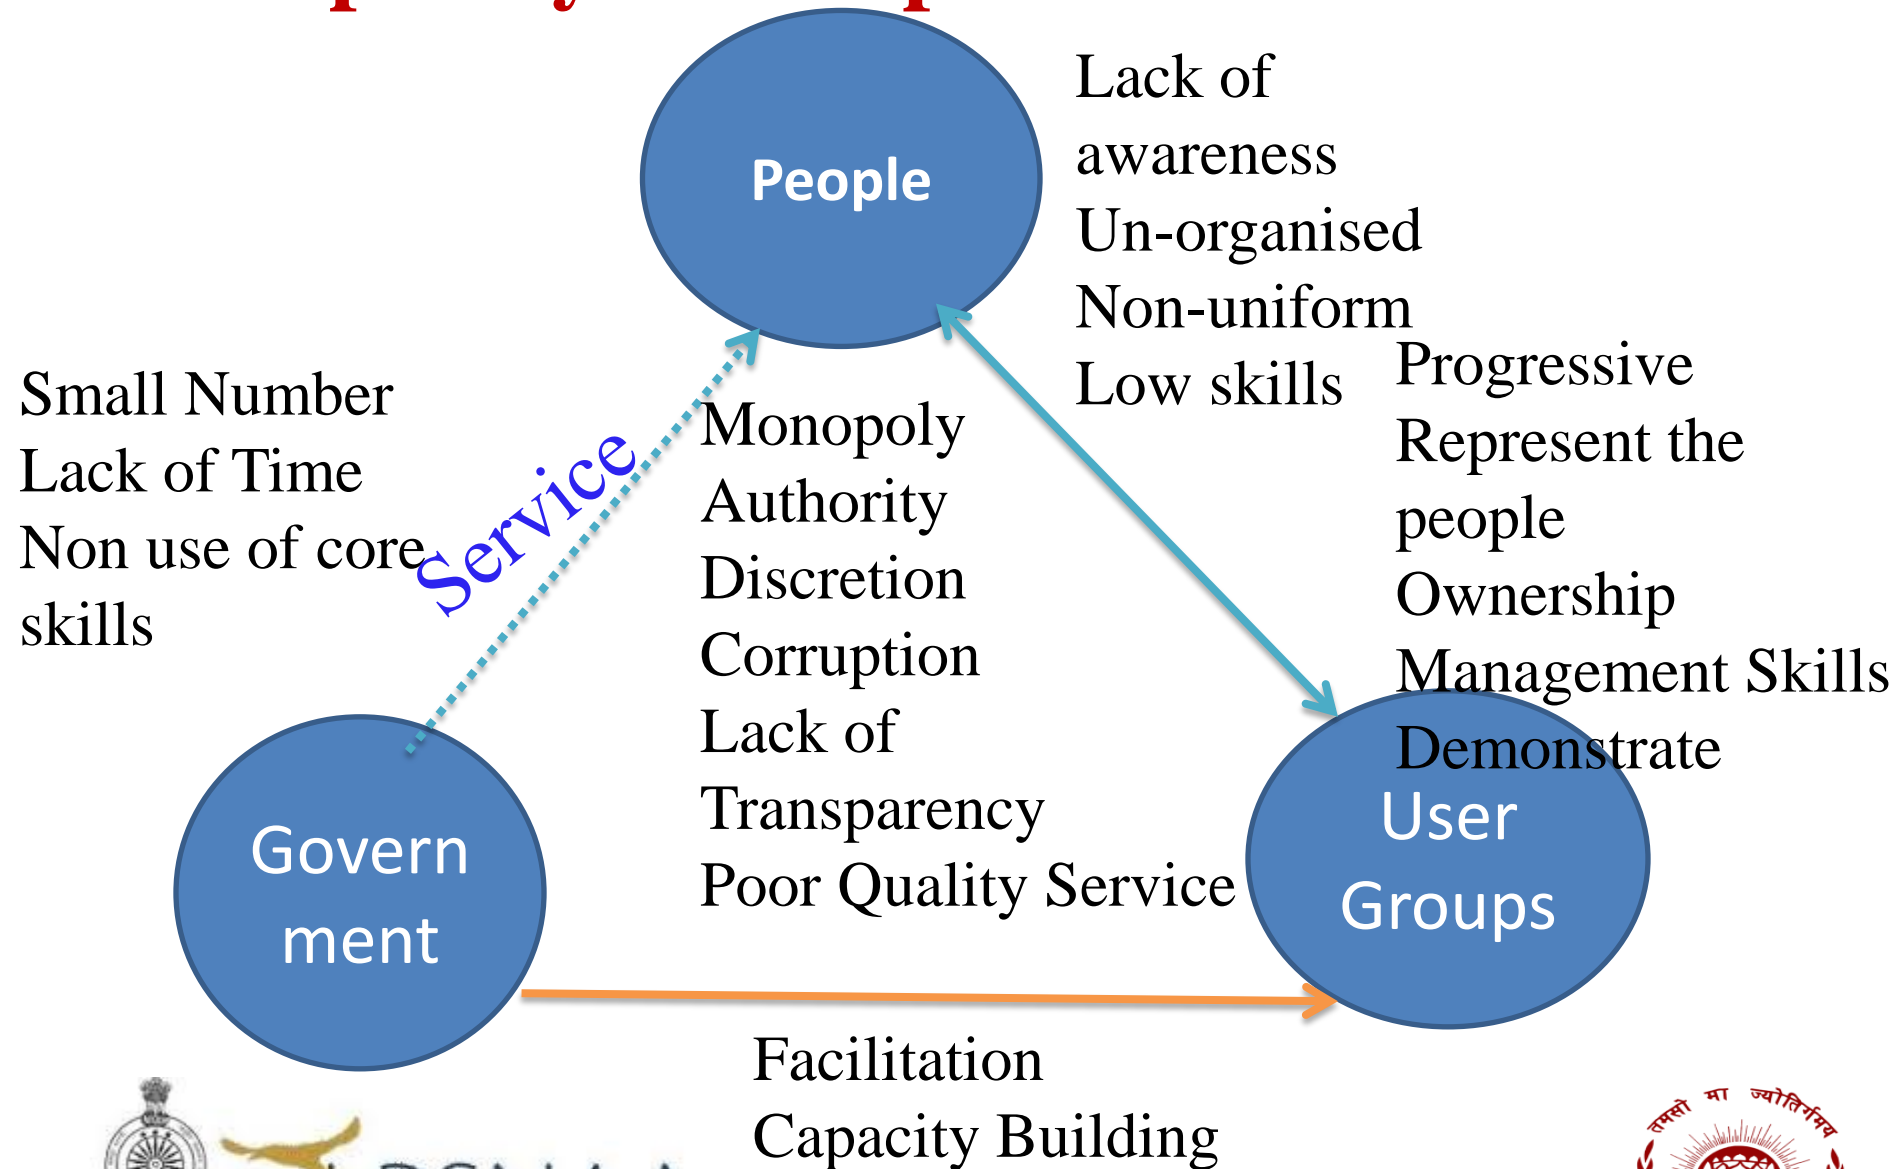 People
Lack of
awareness
Un-organised
Non-uniform
Low skills
Small Number
Lack of Time
Non use of core
skills
Service
Monopoly
Authority
Discretion
Corruption
Lack of
Transparency
Poor Quality Service
Progressive
Represent the
people
Ownership
Management Skills
Demonstrate
Govern
ment
User
Groups
Facilitation
Capacity Building
तमसो मा ज्योतिर्गमय